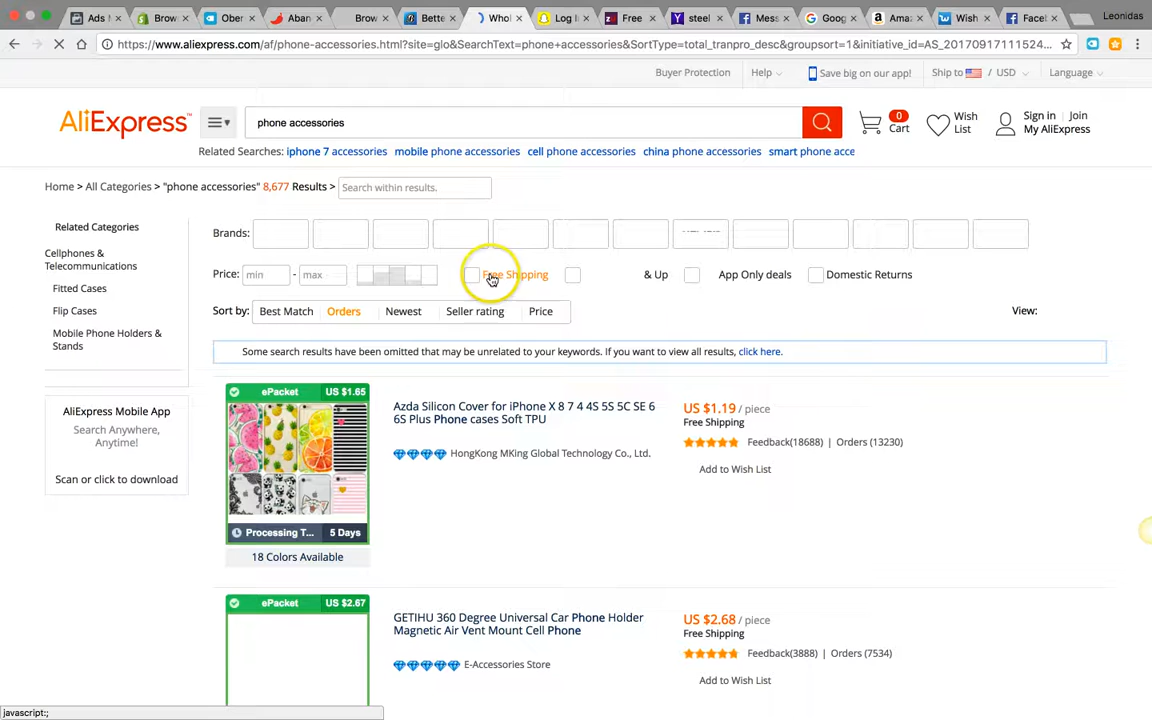 Ads M
Brow
Ober
Aban
Brow
Bette
Whol
Log I
Free
steel
Mess
Goog
Amaz
Wish
Facel
Leonidas
https://www.aliexpress.com/af/phone-accessories.html?site=glo&SearchText=phone+accessories&SortType=total_tranpro_desc&groupsort=1&initiative_id=AS_20170917111524...
Buyer Protection Help Save big on our app! Ship to / USD Language
AliExpress™ phone accessories 0 Cart Wish List Sign in Join My AliExpress
Related Searches: iphone 7 accessories mobile phone accessories cell phone accessories china phone accessories smart phone acce
Home > All Categories > "phone accessories" 8,677 Results > Search within results.
Related Categories
Cellphones &
Telecommunications
Fitted Cases
Flip Cases
Mobile Phone Holders &
Stands
AliExpress Mobile App
Search Anywhere,
Anytime!
Scan or click to download
Brands:
Price: min - max Free Shipping & Up App Only deals Domestic Returns
Sort by: Best Match Orders Newest Seller rating Price View:
Some search results have been omitted that may be unrelated to your keywords. If you want to view all results, click here.
ePacket US $1.65
Processing T... 5 Days
18 Colors Available
Azda Silicon Cover for iPhone X 8 7 4 4S 5S 5C SE 6
6S Plus Phone cases Soft TPU
HongKong MKing Global Technology Co., Ltd.
US $1.19 / piece
Free Shipping
Feedback(18688) | Orders (13230)
Add to Wish List
ePacket US $2.67
GETIHU 360 Degree Universal Car Phone Holder
Magnetic Air Vent Mount Cell Phone
E-Accessories Store
US $2.68 / piece
Free Shipping
Feedback(3888) | Orders (7534)
Add to Wish List
javascript:;